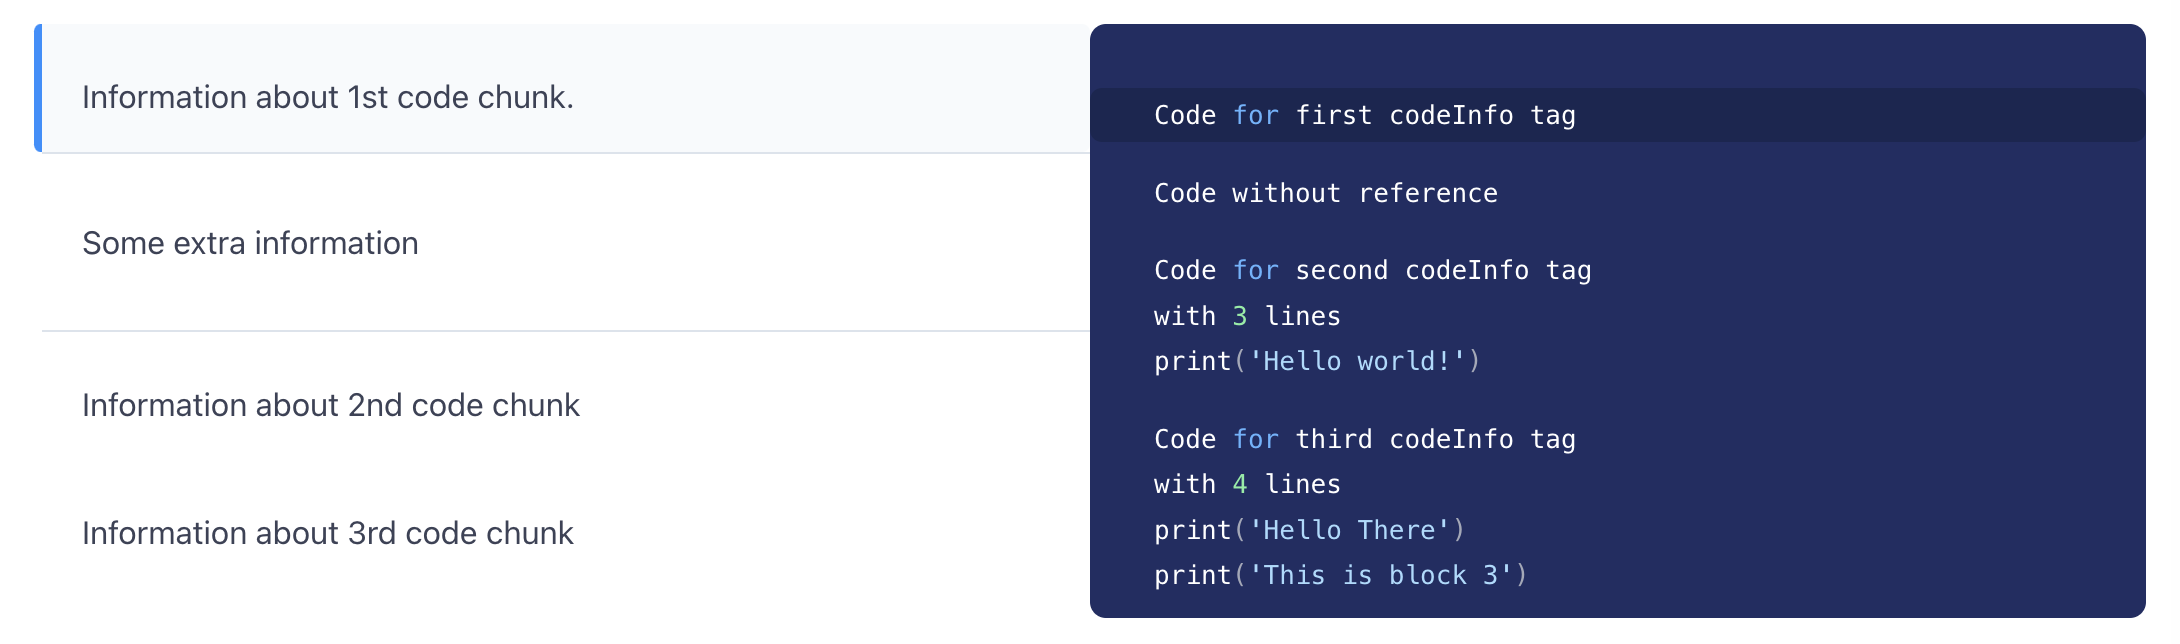 Information about 1st code chunk.
Some extra information
Information about 2nd code chunk
Information about 3rd code chunk
Code for first codeInfo tag
Code without reference
Code for second codeInfo tag
with 3 lines
print('Hello world!')
Code for third codeInfo tag
with 4 lines
print('Hello There')
print('This is block 3')